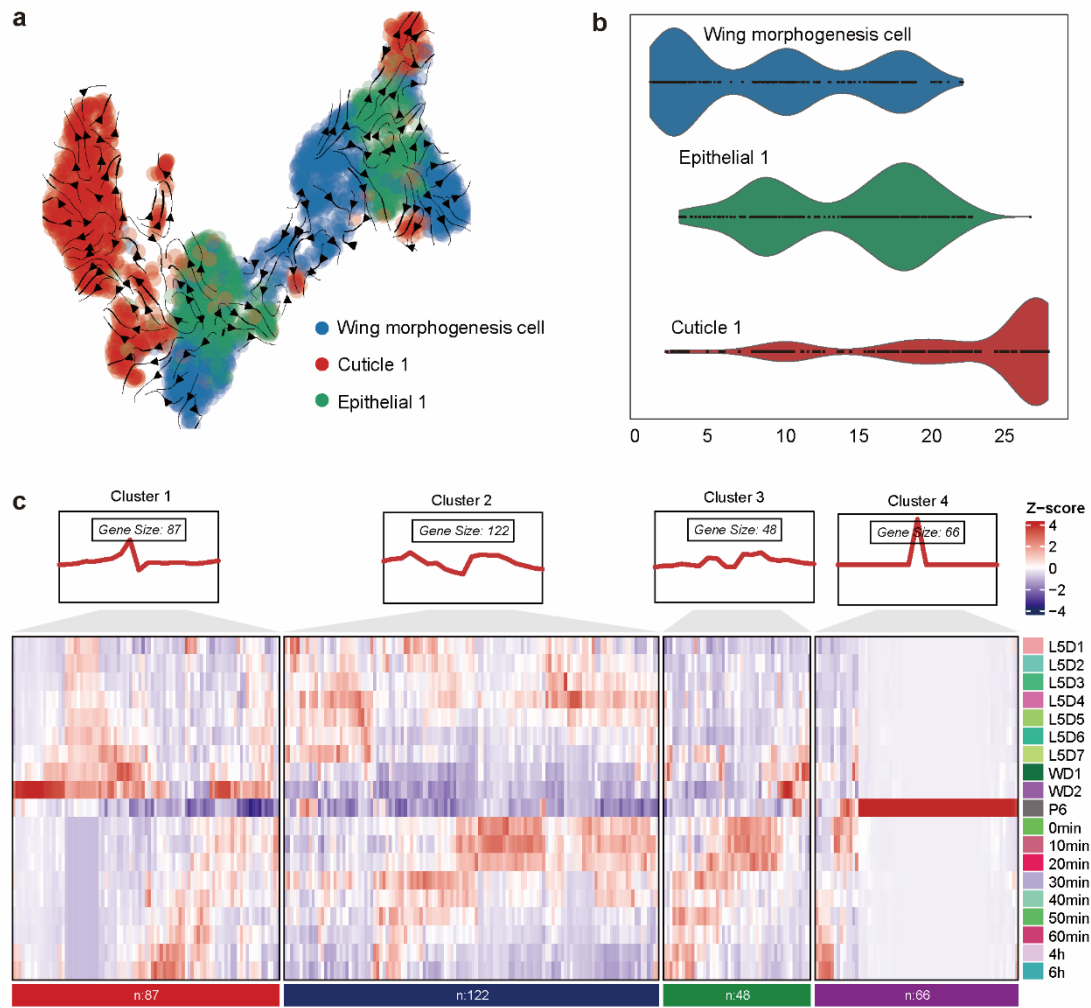 a
Wing morphogenesis cell
Cuticle 1
Epithelial 1
b
Wing morphogenesis cell
Epithelial 1
Cuticle 1
0 5 10 15 20 25
c
Cluster 1
Gene Size: 87
Cluster 2
Gene Size: 122
Cluster 3
Gene Size: 48
Cluster 4
Gene Size: 66
Z−score
4
2
0
−2
−4
L5D1
L5D2
L5D3
L5D4
L5D5
L5D6
L5D7
WD1
WD2
P6
0min
10min
20min
30min
40min
50min
60min
4h
6h
n:87 n:122 n:48 n:66